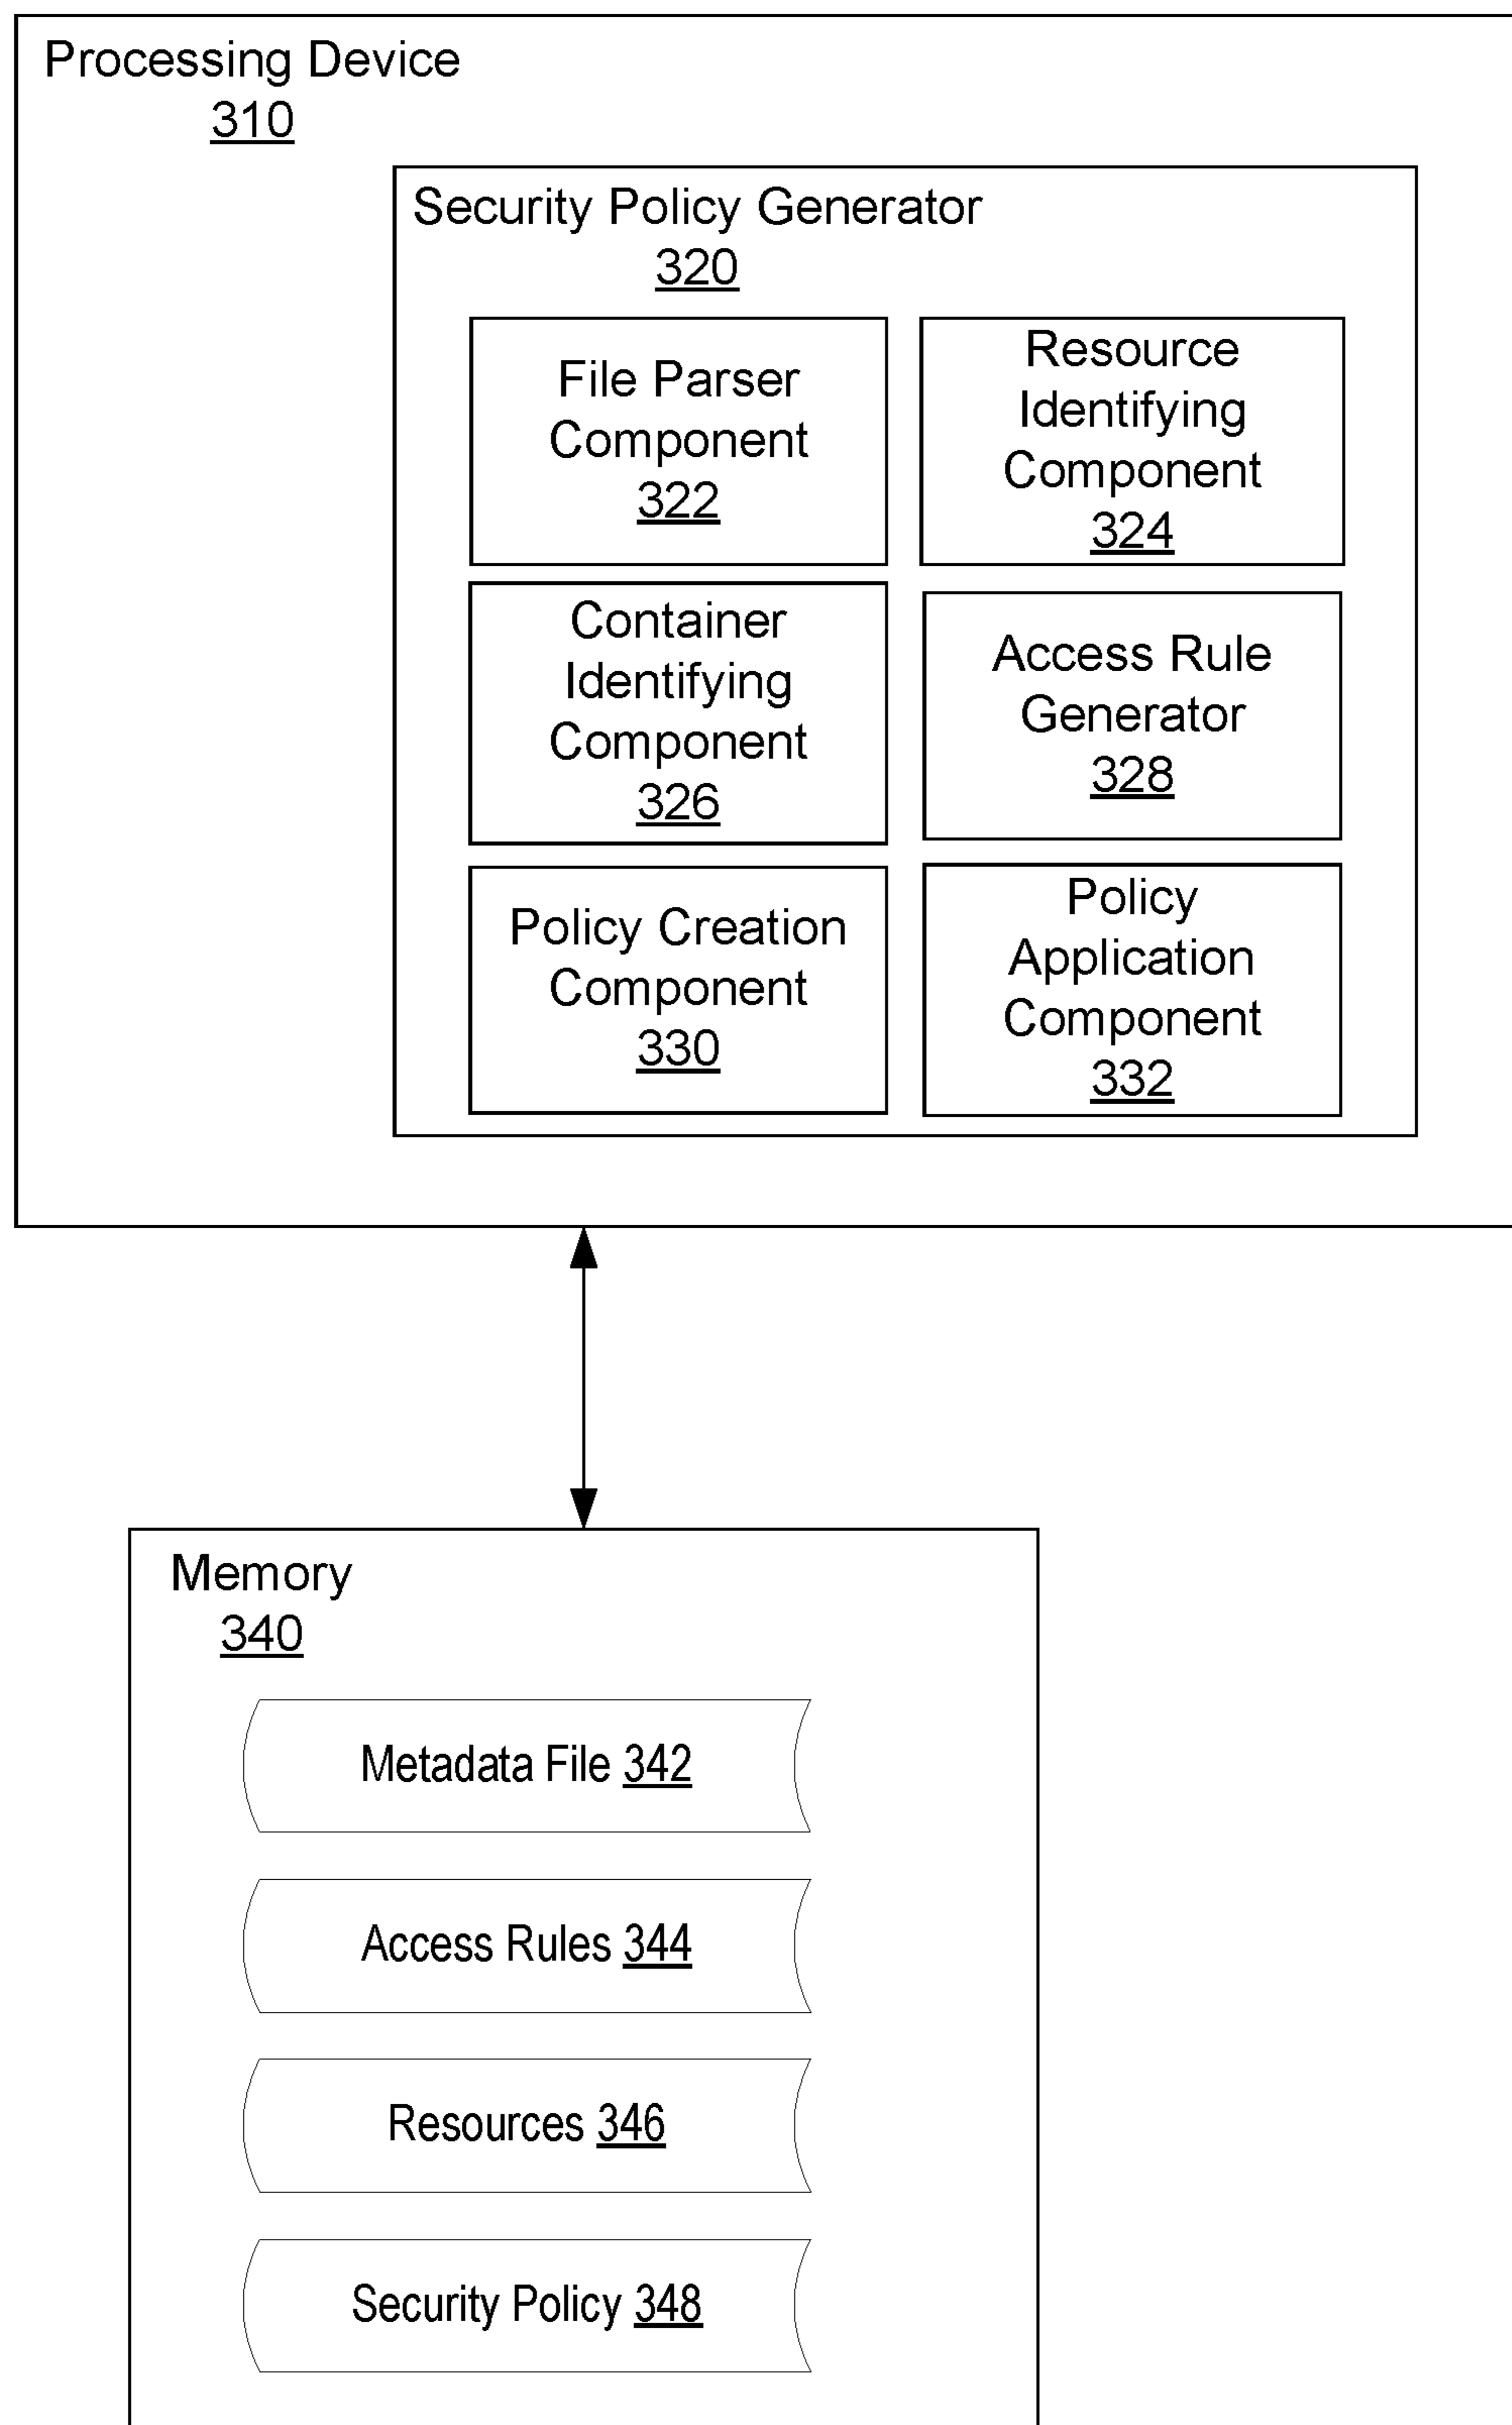 Processing Device
310
Security Policy Generator
320
File Parser
Component
322
Resource
Identifying
Component
324
Container
Identifying
Component
326
Access Rule
Generator
328
Policy Creation
Component
330
Policy
Application
Component
332
Memory
340
Metadata File 342
Access Rules 344
Resources 346
Security Policy 348